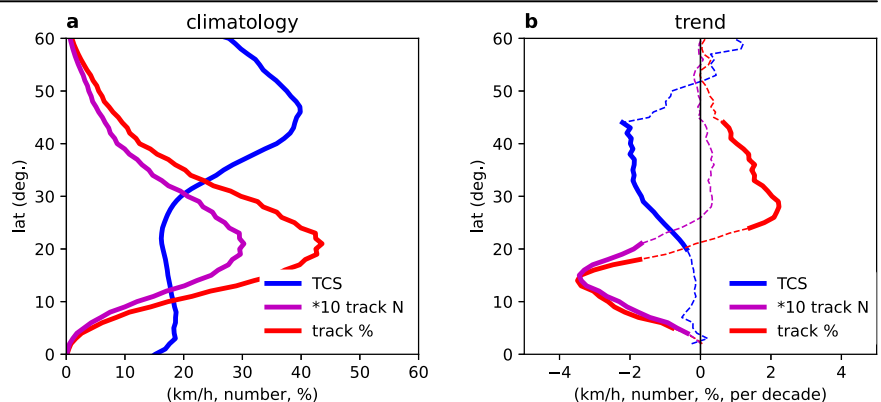 a climatology
60
50
40
30
20
10
0
lat (deg.)
0 10 20 30 40 50 60
(km/h, number, %)
TCS
*10 track N
track %
b trend
60
50
40
30
20
10
0
lat (deg.)
−4 −2 0 2 4
(km/h, number, %, per decade)
TCS
*10 track N
track %